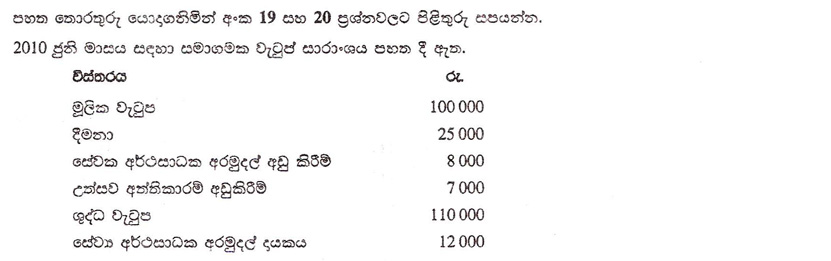 පහත තොරතුරු යොදාගනිමින් අංක 19 සහ 20 ප්‍රශ්නවලට පිළිතුරු සපයන්න.
2010 ජුනි මාසය සඳහා සමාගමක වැටුප් සාරාංශය පහත දී ඇත.
විස්තරය රු.
මූලික වැටුප 100 000
දීමනා 25 000
සේවක අර්ථසාධක අරමුදල් අඩු කිරීම් 8 000
උත්සව අත්තිකාරම් අඩුකිරීම් 7 000
ශුද්ධ වැටුප 110 000
සේව්‍ය අර්ථසාධක අරමුදල් දායකය 12 000